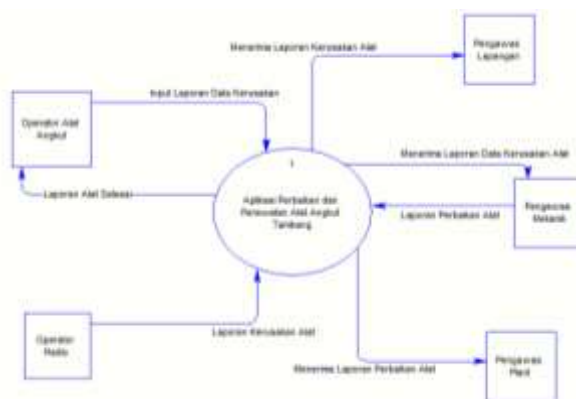 Menerima Laporan Kerusakan Alat
Pengawas
Lapangan
Input Laporan Data Kerusakan
Operator Alat
Angkut
1
Menerima Laporan Data Kerusakan Alat
Laporan Alat Selesai
Aplikasi Perbaikan dan
Perawatan Alat Angkut
Tambang
Laporan Perbaikan Alat
Pengawas
Mekanik
Operator
Radio
Laporan Kerusakan Alat
Menerima Laporan Perbaikan Alat
Pengawas
Plant